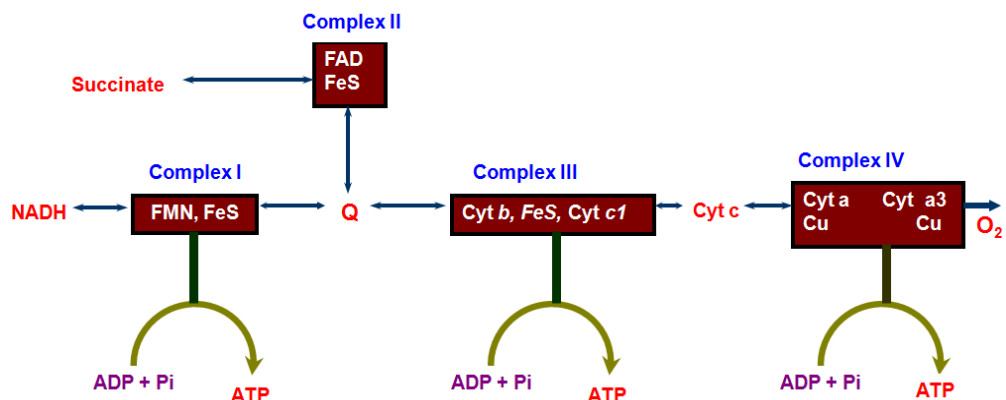 Complex II
FAD
FeS
Succinate
Complex I
Complex III
Complex IV
NADH
FMN, FeS
Q
Cyt b, FeS, Cyt c1
Cyt c
Cyt a Cyt a3
Cu Cu
O₂
ADP + Pi
ATP
ADP + Pi
ATP
ADP + Pi
ATP